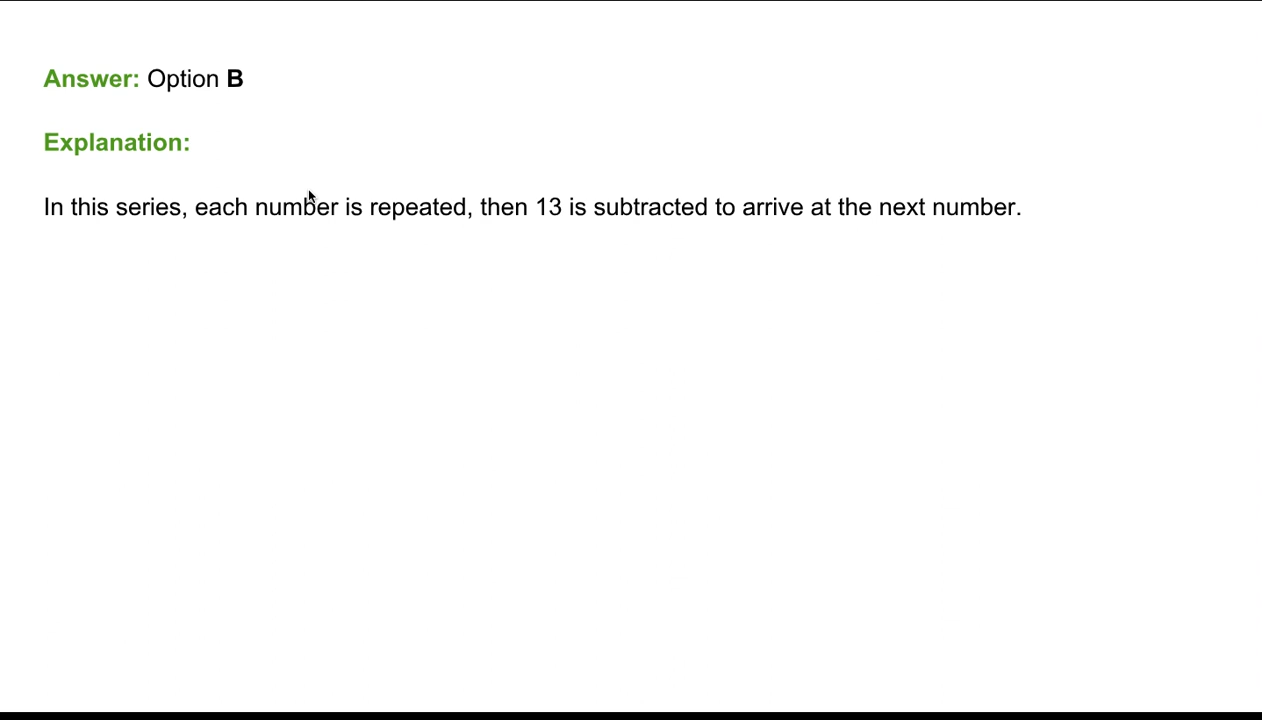 Answer: Option B
Explanation:
In this series, each number is repeated, then 13 is subtracted to arrive at the next number.